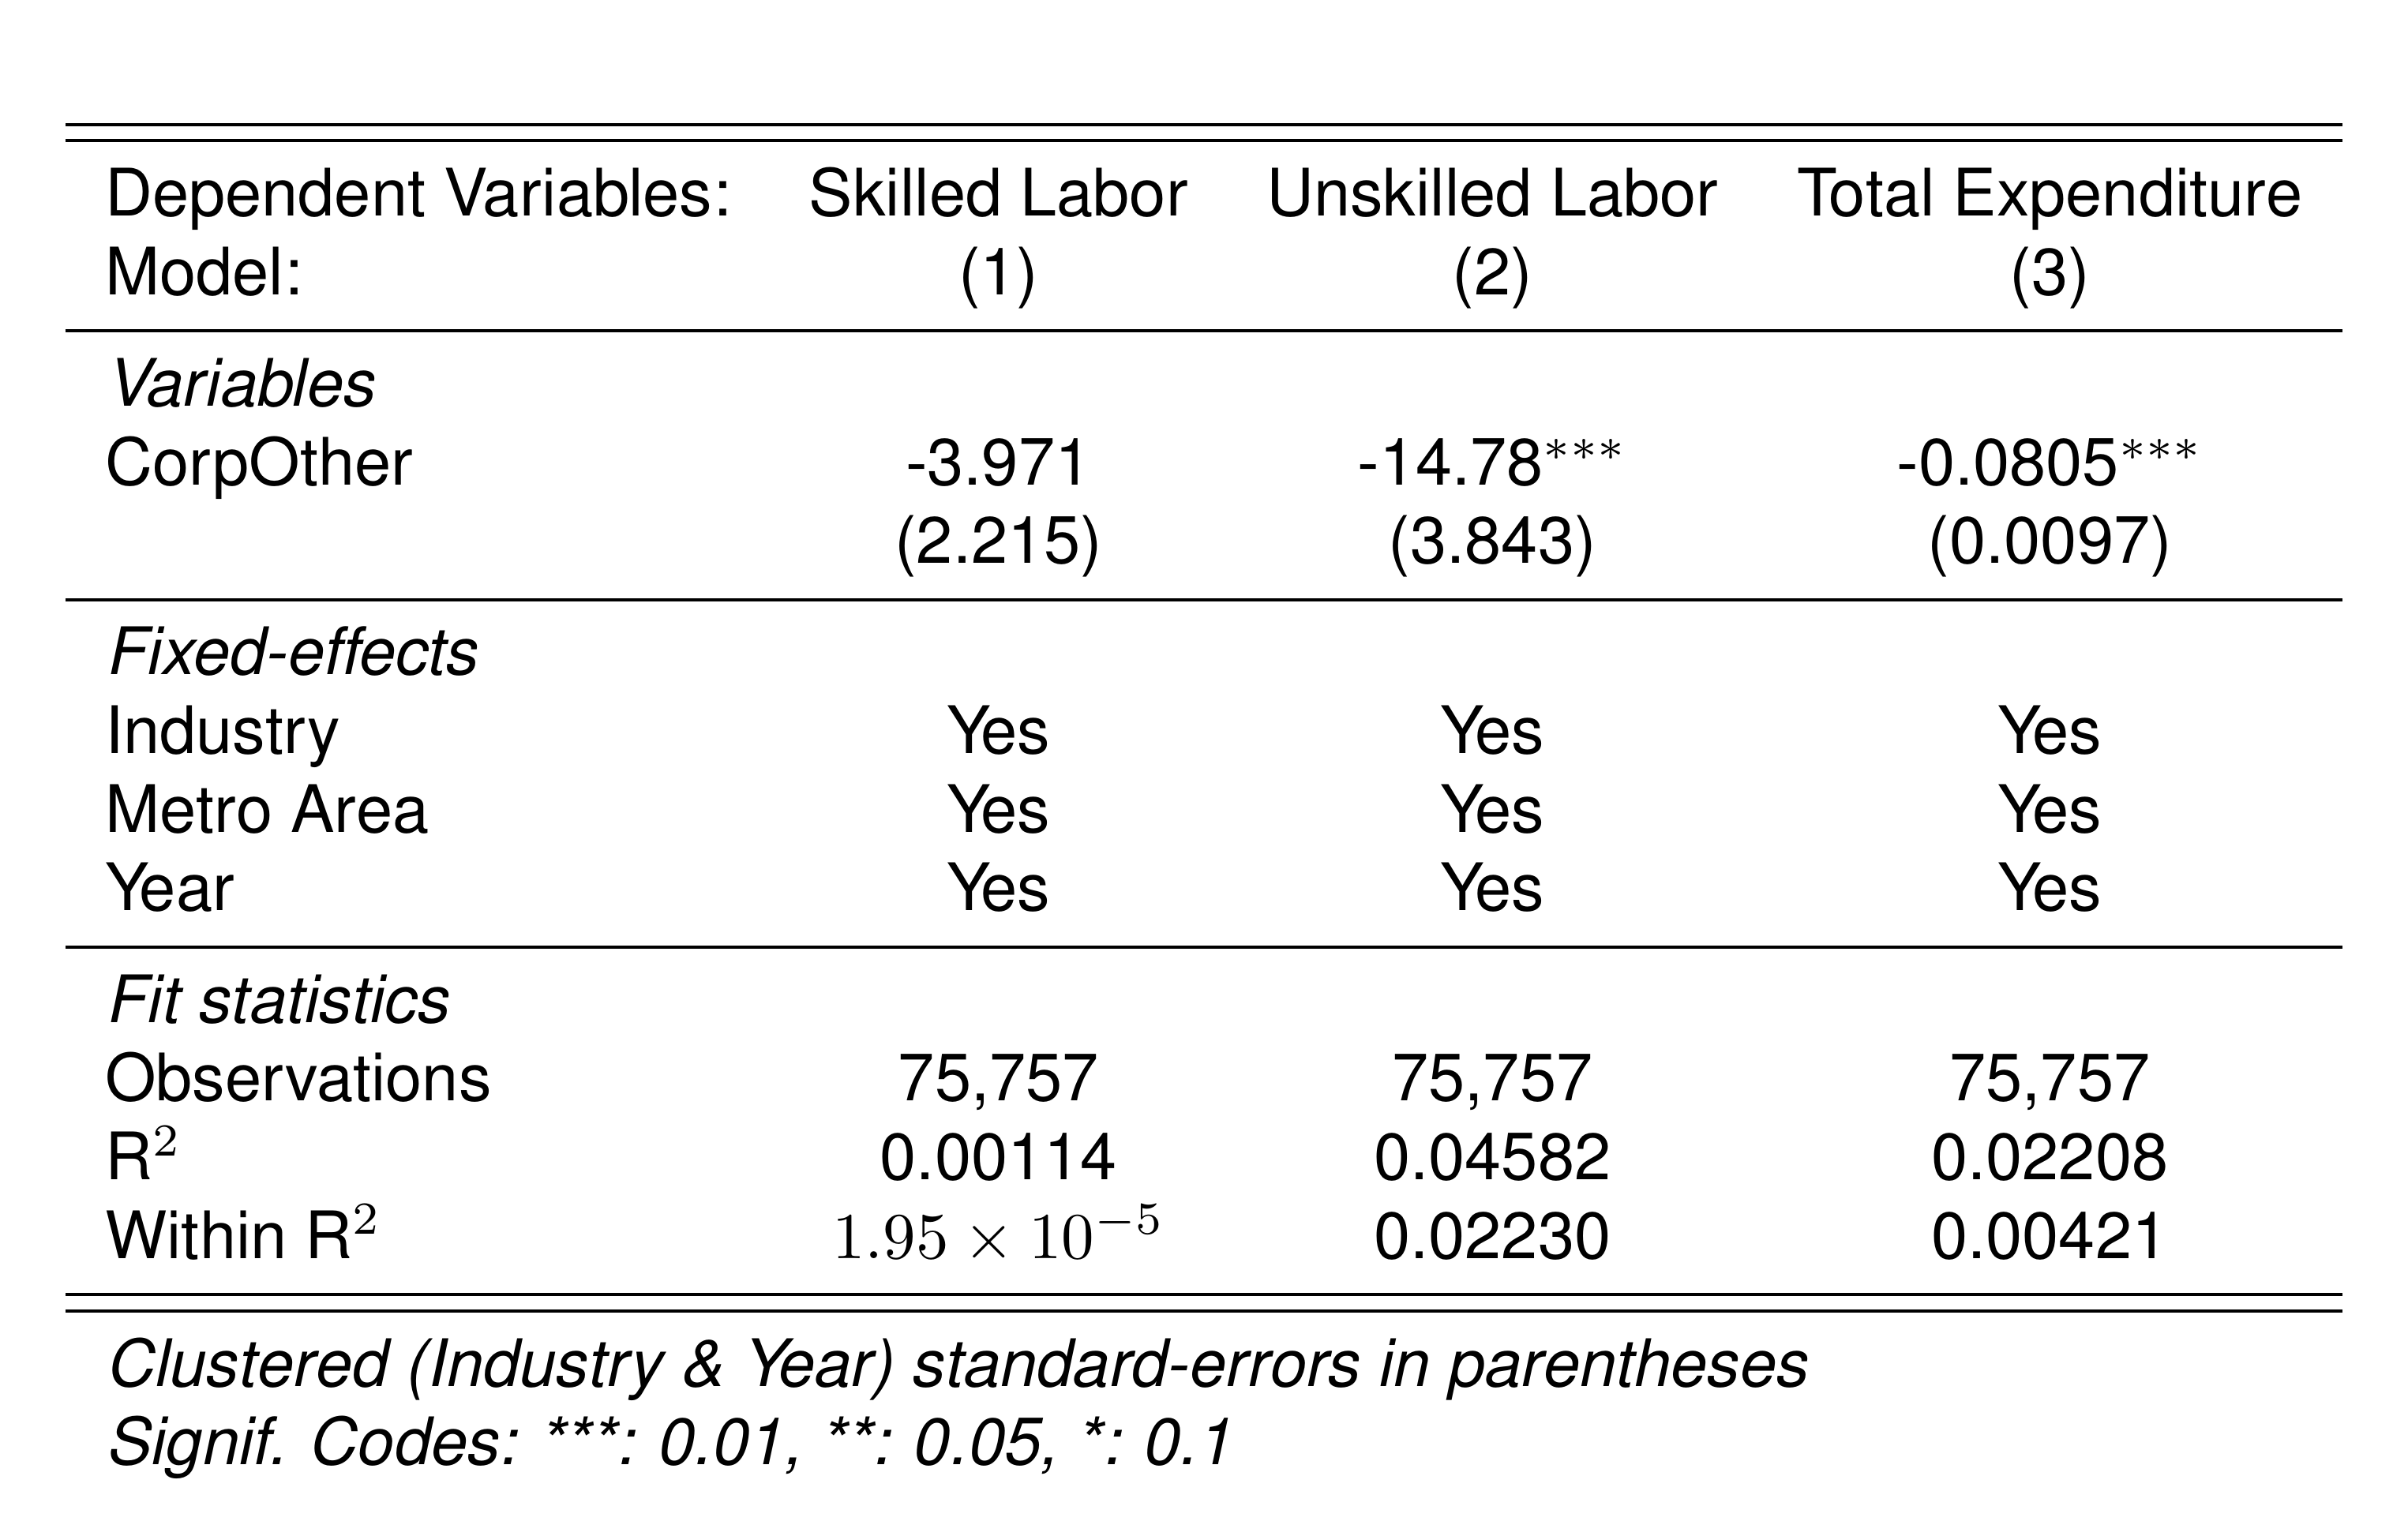 Dependent Variables: Skilled Labor Unskilled Labor Total Expenditure
Model: (1) (2) (3)
Variables
CorpOther -3.971 -14.78*** -0.0805***
(2.215) (3.843) (0.0097)
Fixed-effects
Industry Yes Yes Yes
Metro Area Yes Yes Yes
Year Yes Yes Yes
Fit statistics
Observations 75,757 75,757 75,757
R² 0.00114 0.04582 0.02208
Within R² 1.95 × 10⁻⁵ 0.02230 0.00421
Clustered (Industry & Year) standard-errors in parentheses
Signif. Codes: ***: 0.01, **: 0.05, *: 0.1